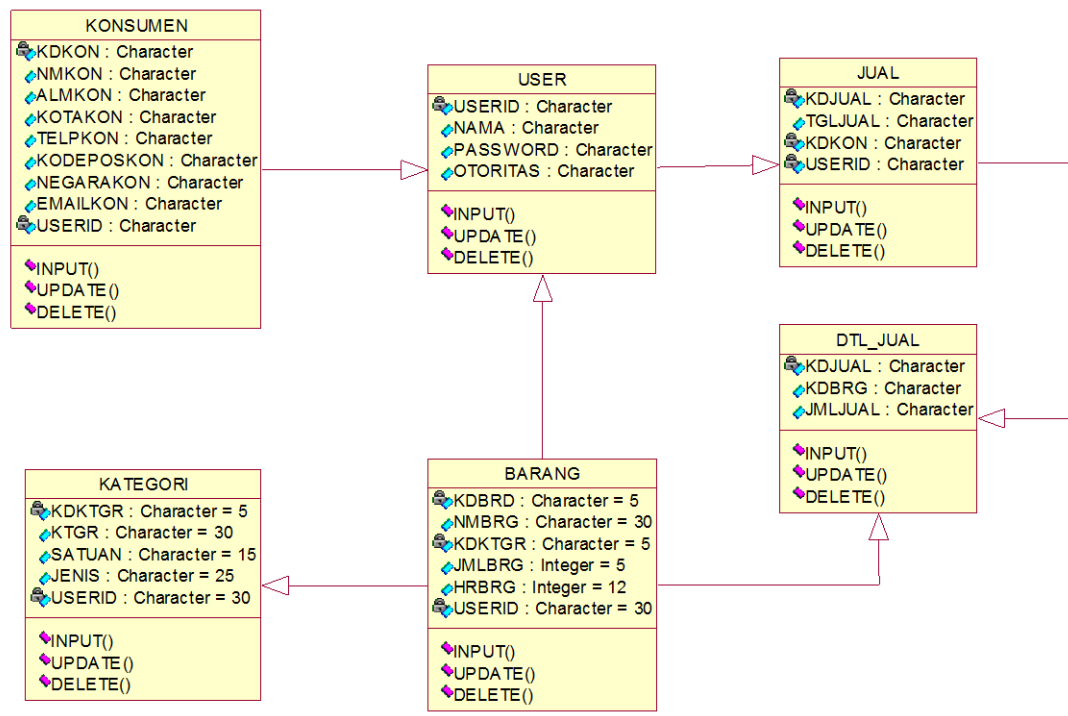 KONSUMEN
KDKON : Character
NMKON : Character
ALMKON : Character
KOTAKON : Character
TELPKON : Character
KODEPOSKON : Character
NEGARAKON : Character
EMAILKON : Character
USERID : Character
INPUT()
UPDATE()
DELETE()
USER
USERID : Character
NAMA : Character
PASSWORD : Character
OTORITAS : Character
INPUT()
UPDATE()
DELETE()
JUAL
KDJUAL : Character
TGLJUAL : Character
KDKON : Character
USERID : Character
INPUT()
UPDATE()
DELETE()
DTL_JUAL
KDJUAL : Character
KDBRG : Character
JMLJUAL : Character
INPUT()
UPDATE()
DELETE()
KATEGORI
KDKTGR : Character = 5
KTGR : Character = 30
SATUAN : Character = 15
JENIS : Character = 25
USERID : Character = 30
INPUT()
UPDATE()
DELETE()
BARANG
KDBRD : Character = 5
NMBRG : Character = 30
KDKTGR : Character = 5
JMLBRG : Integer = 5
HRBRG : Integer = 12
USERID : Character = 30
INPUT()
UPDATE()
DELETE()